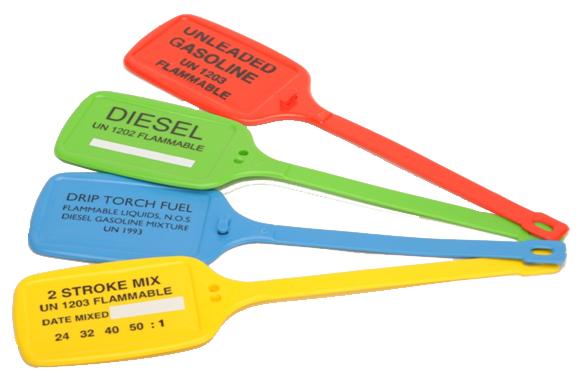 UNLEADED
GASOLINE
UN 1203
FLAMMABLE
DIESEL
UN 1202 FLAMMABLE
DRIP TORCH FUEL
FLAMMABLE LIQUIDS, N.O.S
DIESEL GASOLINE MIXTURE
UN 1993
2 STROKE MIX
UN 1203 FLAMMABLE
DATE MIXED
24 32 40 50 : 1